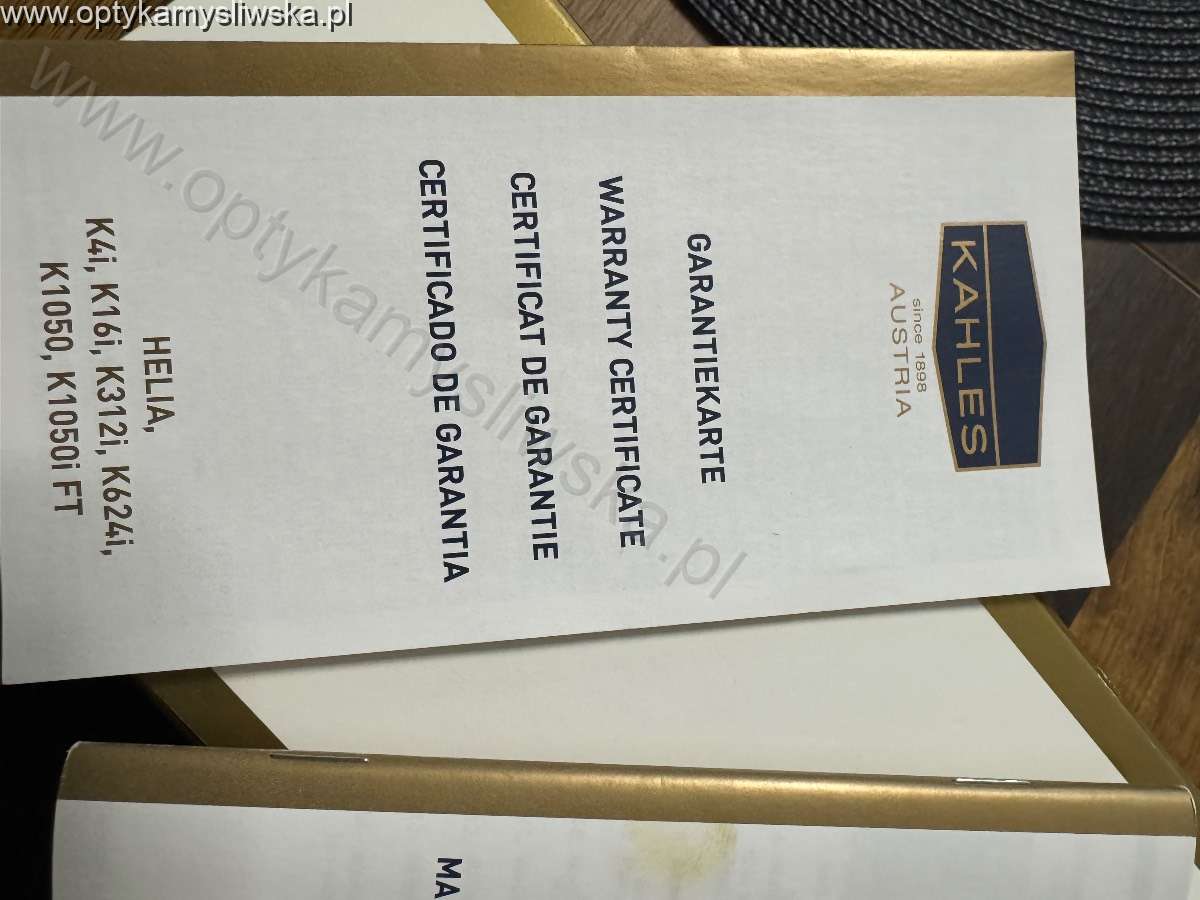 www.optykamysliwska.pl
KAHLES
since 1898
AUSTRIA
GARANTIEKARTE
WARRANTY CERTIFICATE
CERTIFICAT DE GARANTIE
CERTIFICADO DE GARANTIA
HELIA,
K4i, K16i, K312i, K624i,
K1050, K1050i FT
www.optykamysliwska.pl
MA